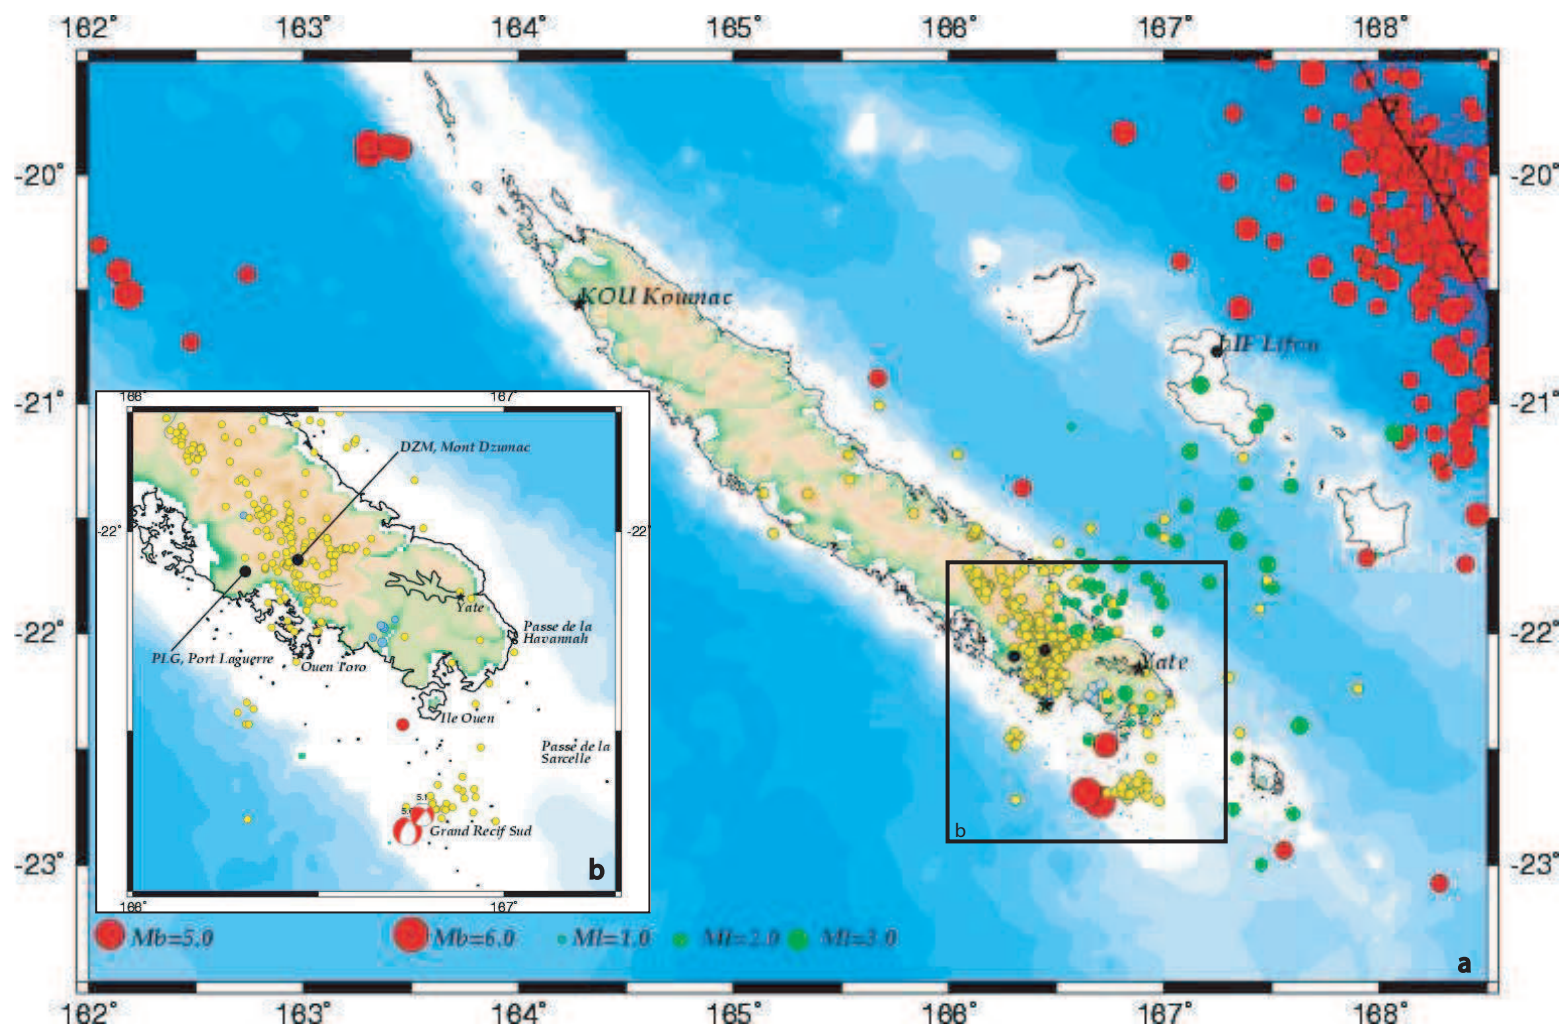 162° 163° 164° 165° 166° 167° 168°
-20° -20°
KOU Koumac
LIF Lifou
-21° -21°
166° 167°
DZM, Mont Dzumac
-22° -22°
Yate
Passe de la
Havannah
PLG, Port Laguerre
Ouen Toro
Ile Ouen
Passe de la
Sarcelle
5.1
Grand Recif Sud
b
166° 167°
-22° -22°
Yate
b
-23° -23°
Mb=5.0 Mb=6.0 Ml=1.0 Ml=2.0 Ml=3.0
a
162° 163° 164° 165° 166° 167° 168°